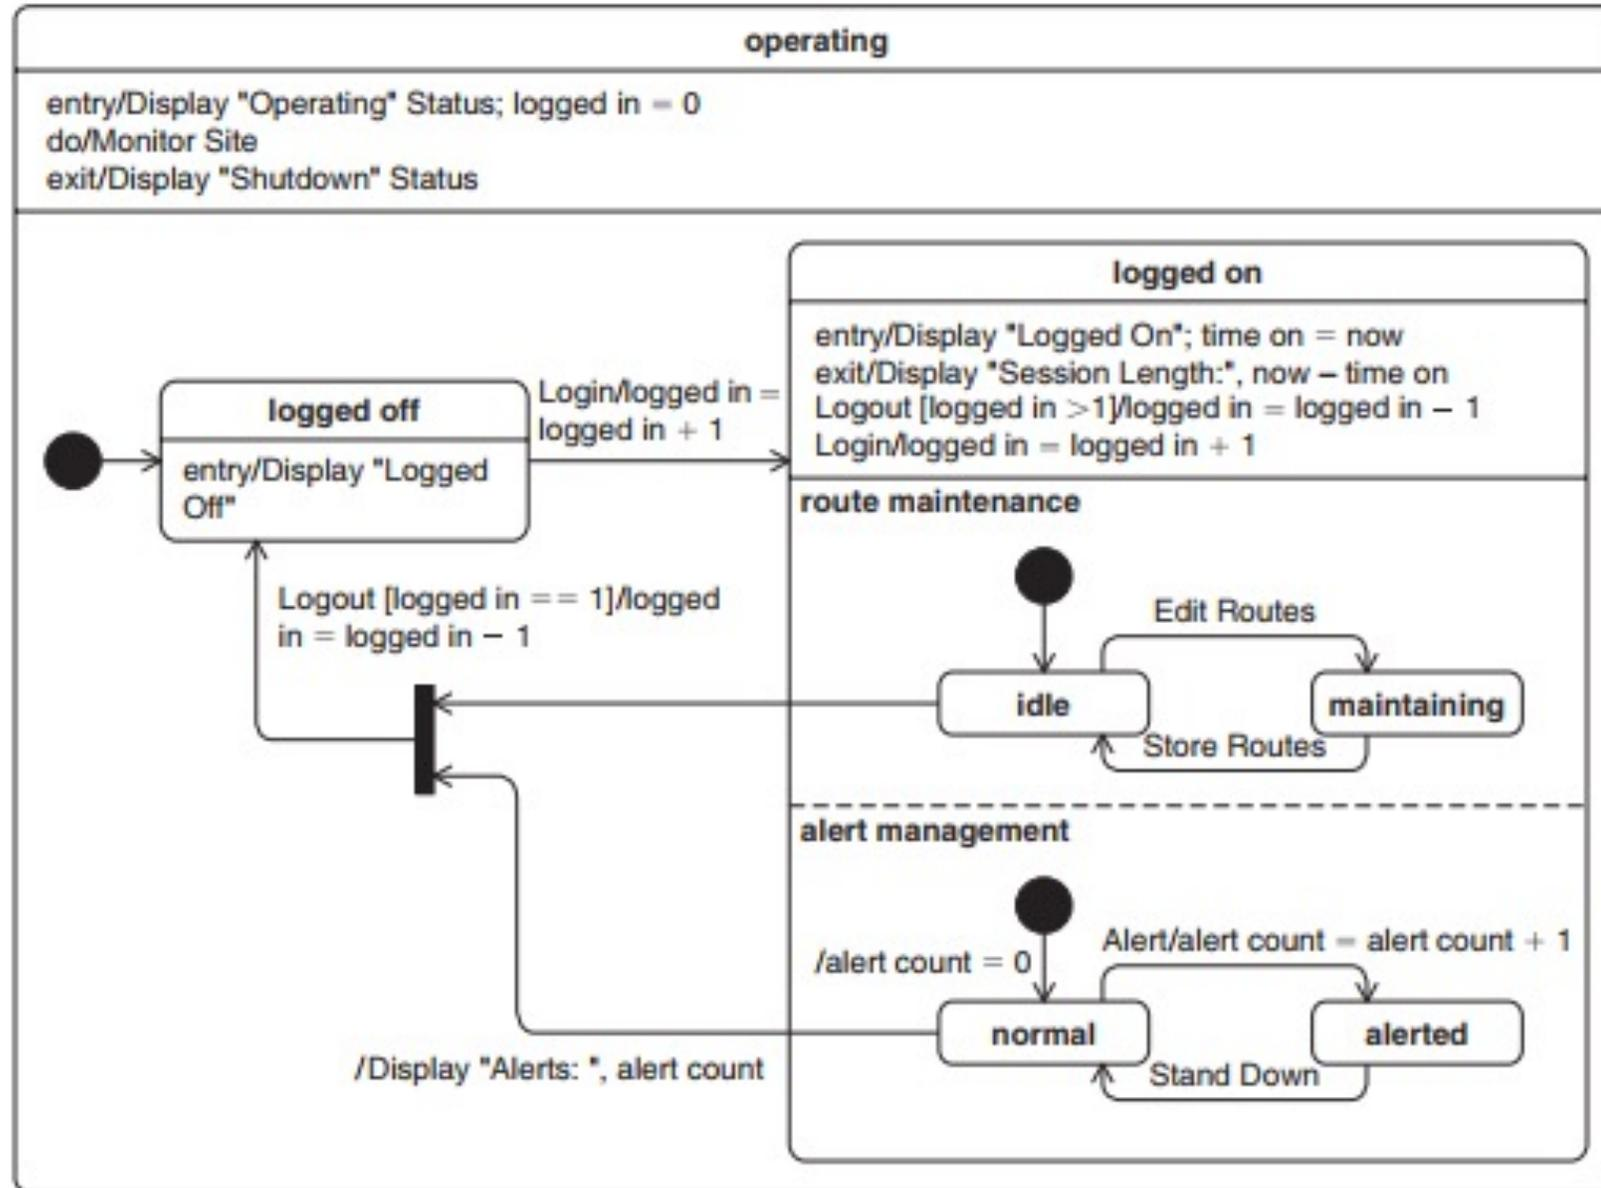 operating
entry/Display "Operating" Status; logged in = 0
do/Monitor Site
exit/Display "Shutdown" Status
logged on
entry/Display "Logged On"; time on = now
exit/Display "Session Length:", now – time on
Logout [logged in >1]/logged in = logged in – 1
Login/logged in = logged in + 1
logged off
entry/Display "Logged
Off"
Login/logged in =
logged in + 1
Logout [logged in == 1]/logged
in = logged in – 1
route maintenance
Edit Routes
idle
maintaining
Store Routes
alert management
/alert count = 0
Alert/alert count = alert count + 1
normal
alerted
Stand Down
/Display "Alerts: ", alert count